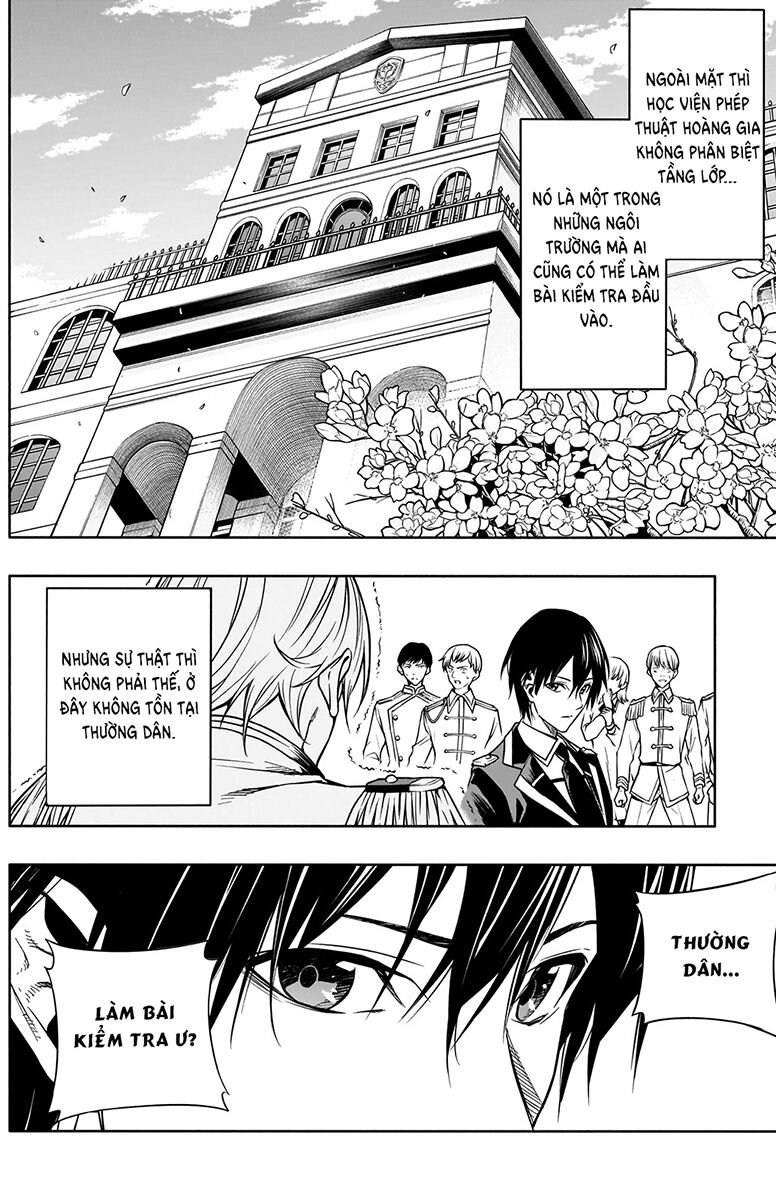 NGOÀI MẶT THÌ
HỌC VIỆN PHÉP
THUẬT HOÀNG GIA
KHÔNG PHÂN BIỆT
TẦNG LỚP...
NÓ LÀ MỘT TRONG
NHỮNG NGÔI
TRƯỜNG MÀ AI
CŨNG CÓ THỂ LÀM
BÀI KIỂM TRA ĐẦU
VÀO.
NHƯNG SỰ THẬT THÌ
KHÔNG PHẢI THẾ, Ở
ĐÂY KHÔNG TỒN TẠI
THƯỜNG DÂN.
THƯỜNG
DÂN...
LÀM BÀI
KIỂM TRA Ư?